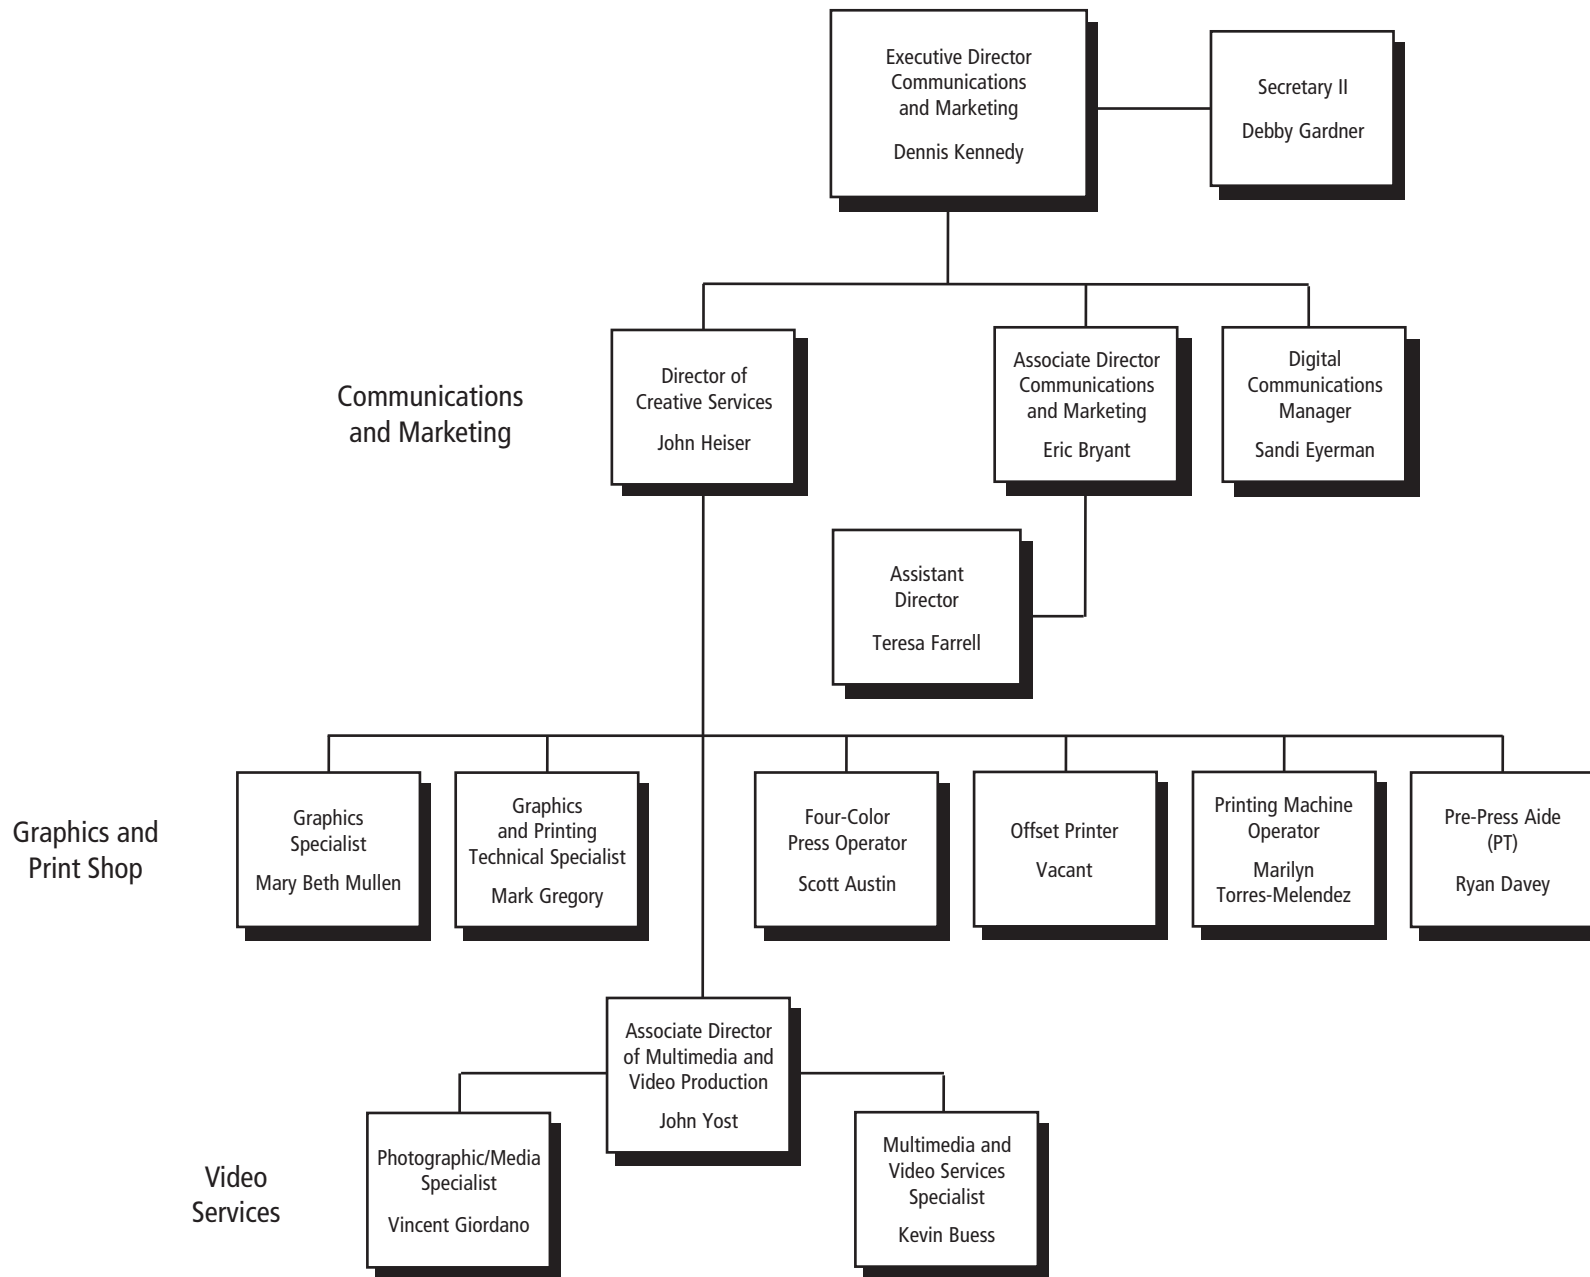 Executive Director
Communications
and Marketing
Dennis Kennedy
Secretary II
Debby Gardner
Communications
and Marketing
Director of
Creative Services
John Heiser
Associate Director
Communications
and Marketing
Eric Bryant
Digital
Communications
Manager
Sandi Eyerman
Assistant
Director
Teresa Farrell
Graphics and
Print Shop
Graphics
Specialist
Mary Beth Mullen
Graphics
and Printing
Technical Specialist
Mark Gregory
Four-Color
Press Operator
Scott Austin
Offset Printer
Vacant
Printing Machine
Operator
Marilyn
Torres-Melendez
Pre-Press Aide
(PT)
Ryan Davey
Associate Director
of Multimedia and
Video Production
John Yost
Video
Services
Photographic/Media
Specialist
Vincent Giordano
Multimedia and
Video Services
Specialist
Kevin Buess